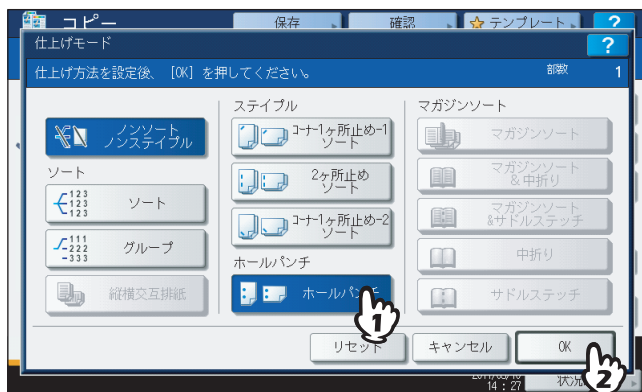 コピー
保存
確認
テンプレート
?
仕上げモード
?
仕上げ方法を設定後、 [OK] を押してください。
部数 1
ノンソート
ノンステイプル
ソート
123
123
123
ソート
111
222
333
グループ
縦横交互排紙
ステイプル
コーナー1ヶ所止め-1
ソート
2ヶ所止め
ソート
コーナー1ヶ所止め-2
ソート
ホールパンチ
ホールパンチ
マガジンソート
マガジンソート
マガジンソート
&中折り
マガジンソート
&サドルステッチ
中折り
サドルステッチ
1
リセット
キャンセル
OK
2
14:27
状況